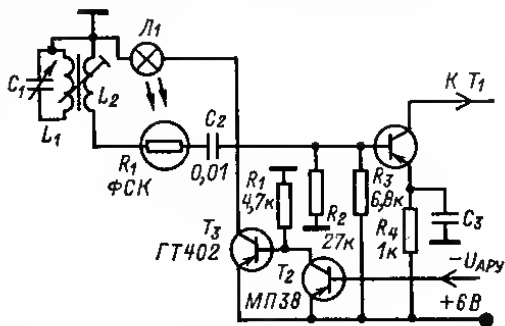 Л1
C1
L1
L2
R1
ФСК
C2
0,01
R1
4,7к
R2
27к
R3
6,8к
R4
1к
C3
К T1
T3
ГТ402
T2
МП38
-UАРУ
+6В